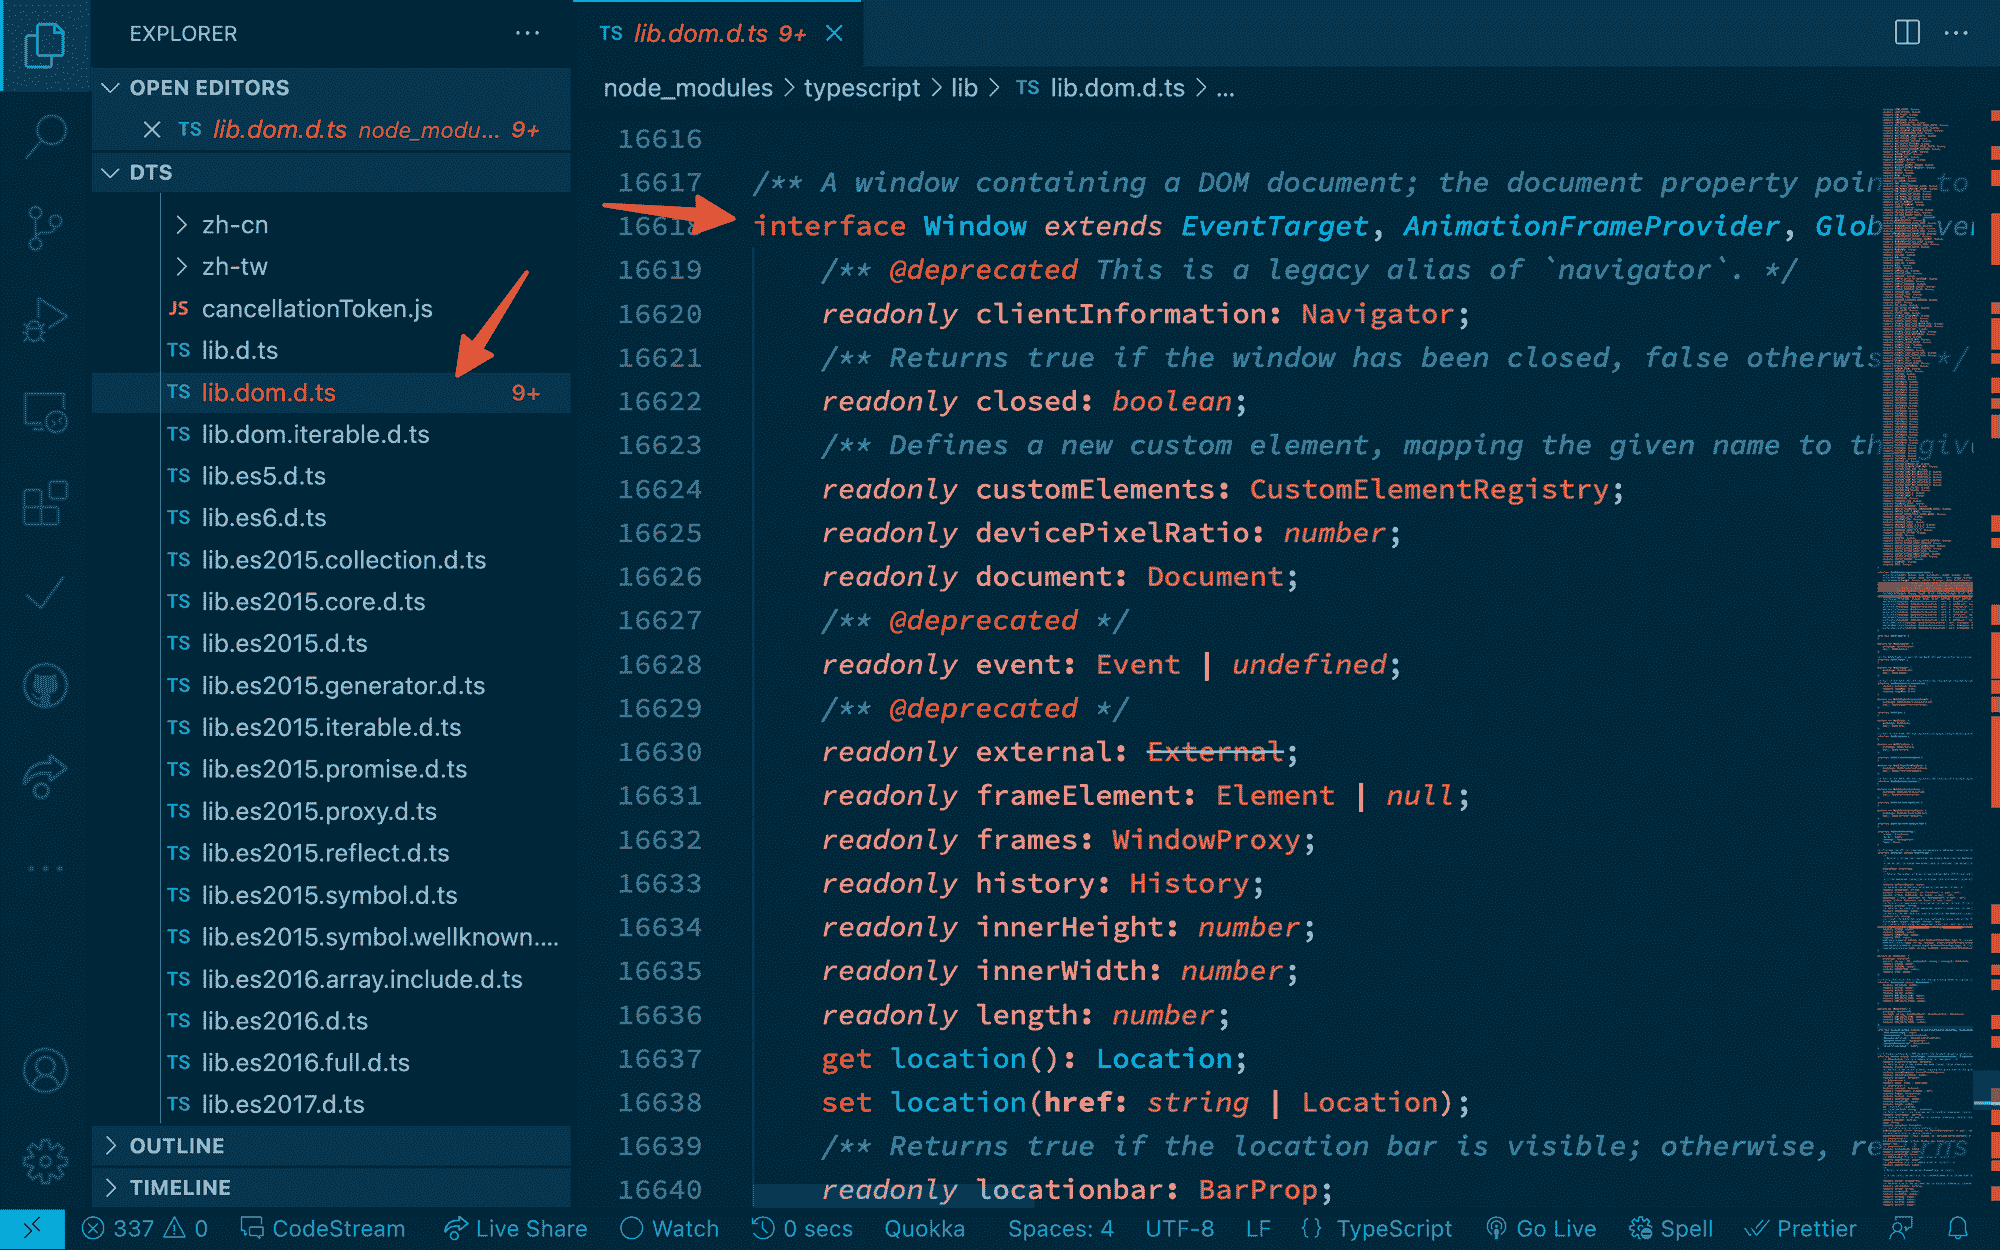 EXPLORER
OPEN EDITORS
TS lib.dom.d.ts node_modu... 9+
DTS
zh-cn
zh-tw
JS cancellationToken.js
TS lib.d.ts
TS lib.dom.d.ts 9+
TS lib.dom.iterable.d.ts
TS lib.es5.d.ts
TS lib.es6.d.ts
TS lib.es2015.collection.d.ts
TS lib.es2015.core.d.ts
TS lib.es2015.d.ts
TS lib.es2015.generator.d.ts
TS lib.es2015.iterable.d.ts
TS lib.es2015.promise.d.ts
TS lib.es2015.proxy.d.ts
TS lib.es2015.reflect.d.ts
TS lib.es2015.symbol.d.ts
TS lib.es2015.symbol.wellknown....
TS lib.es2016.array.include.d.ts
TS lib.es2016.d.ts
TS lib.es2016.full.d.ts
TS lib.es2017.d.ts
OUTLINE
TIMELINE
TS lib.dom.d.ts 9+
node_modules > typescript > lib > TS lib.dom.d.ts > ...
16616
16617 /** A window containing a DOM document; the document property poin to
16618 interface Window extends EventTarget, AnimationFrameProvider, Glob ver
16619 /** @deprecated This is a legacy alias of `navigator`. */
16620 readonly clientInformation: Navigator;
16621 /** Returns true if the window has been closed, false otherwis */
16622 readonly closed: boolean;
16623 /** Defines a new custom element, mapping the given name to th giv
16624 readonly customElements: CustomElementRegistry;
16625 readonly devicePixelRatio: number;
16626 readonly document: Document;
16627 /** @deprecated */
16628 readonly event: Event | undefined;
16629 /** @deprecated */
16630 readonly external: External;
16631 readonly frameElement: Element | null;
16632 readonly frames: WindowProxy;
16633 readonly history: History;
16634 readonly innerHeight: number;
16635 readonly innerWidth: number;
16636 readonly length: number;
16637 get location(): Location;
16638 set location(href: string | Location);
16639 /** Returns true if the location bar is visible; otherwise, re rns
16640 readonly locationbar: BarProp;
337 0 CodeStream Live Share Watch 0 secs Quokka Spaces: 4 UTF-8 LF {} TypeScript Go Live Spell Prettier